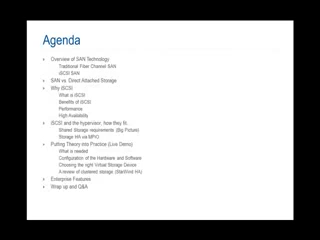 Agenda
Overview of SAN Technology
Traditional Fiber Channel SAN
iSCSI SAN
SAN vs. Direct Attached Storage
Why iSCSI
What is iSCSI
Benefits of iSCSI
Performance
High Availability
iSCSI and the hypervisor, how they fit.
Shared Storage requirements (Big Picture)
Storage HA via MPIO
Putting Theory into Practice (Live Demo)
What is needed
Configuration of the Hardware and Software
Choosing the right Virtual Storage Device
A review of clustered storage (StarWind HA)
Enterprise Features
Wrap up and Q&A